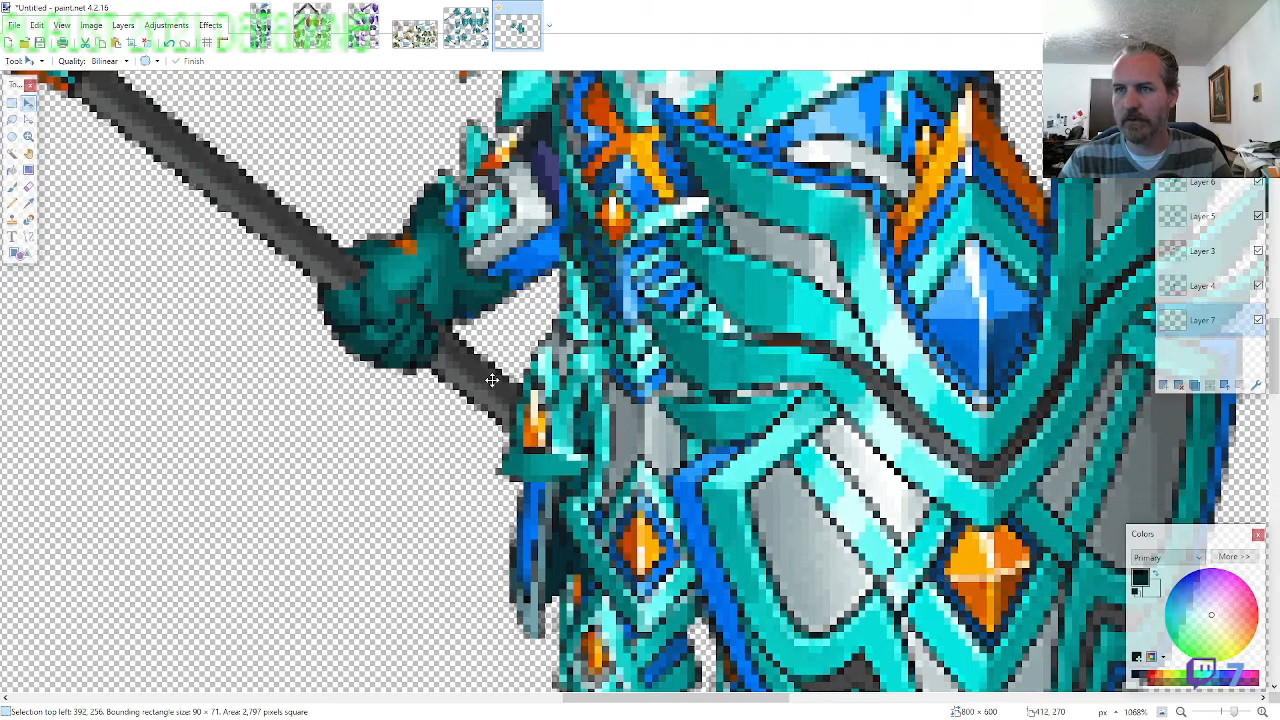 *Untitled - paint.net 4.2.16
File Edit View Image Layers Adjustments Effects
Tool: Quality: Bilinear Finish
To...
Layer 6
Layer 5
Layer 3
Layer 4
Layer 7
Colors
Primary More >>
7
Selection top left: 392, 256. Bounding rectangle size: 90 × 71. Area: 2,797 pixels square 800 × 600 412, 270 px 1068%